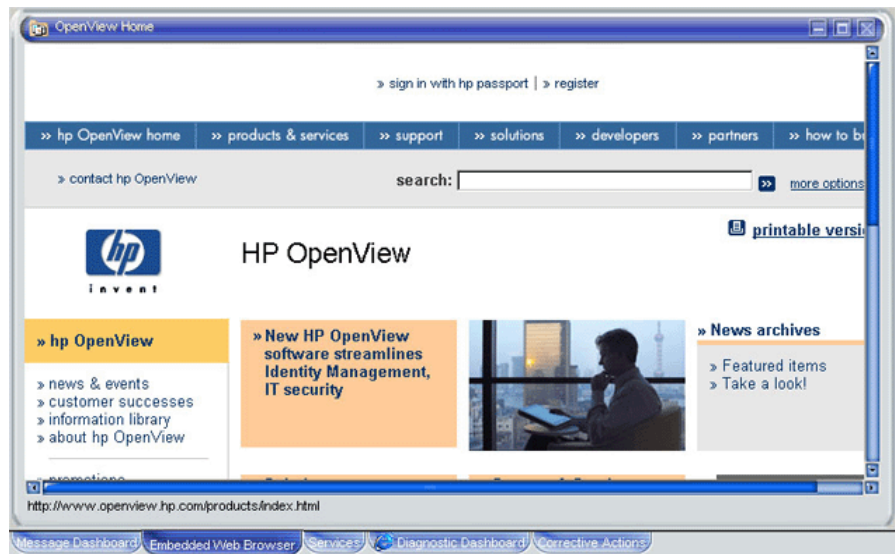 OpenView Home
» sign in with hp passport | » register
» hp OpenView home » products & services » support » solutions » developers » partners » how to bu
» contact hp OpenView search: » more options
printable versi
hp
invent
HP OpenView
» hp OpenView
» news & events
» customer successes
» information library
» about hp OpenView
» New HP OpenView
software streamlines
Identity Management,
IT security
» News archives
» Featured items
» Take a look!
http://www.openview.hp.com/products/index.html
Message Dashboard Embedded Web Browser Services Diagnostic Dashboard Corrective Actions